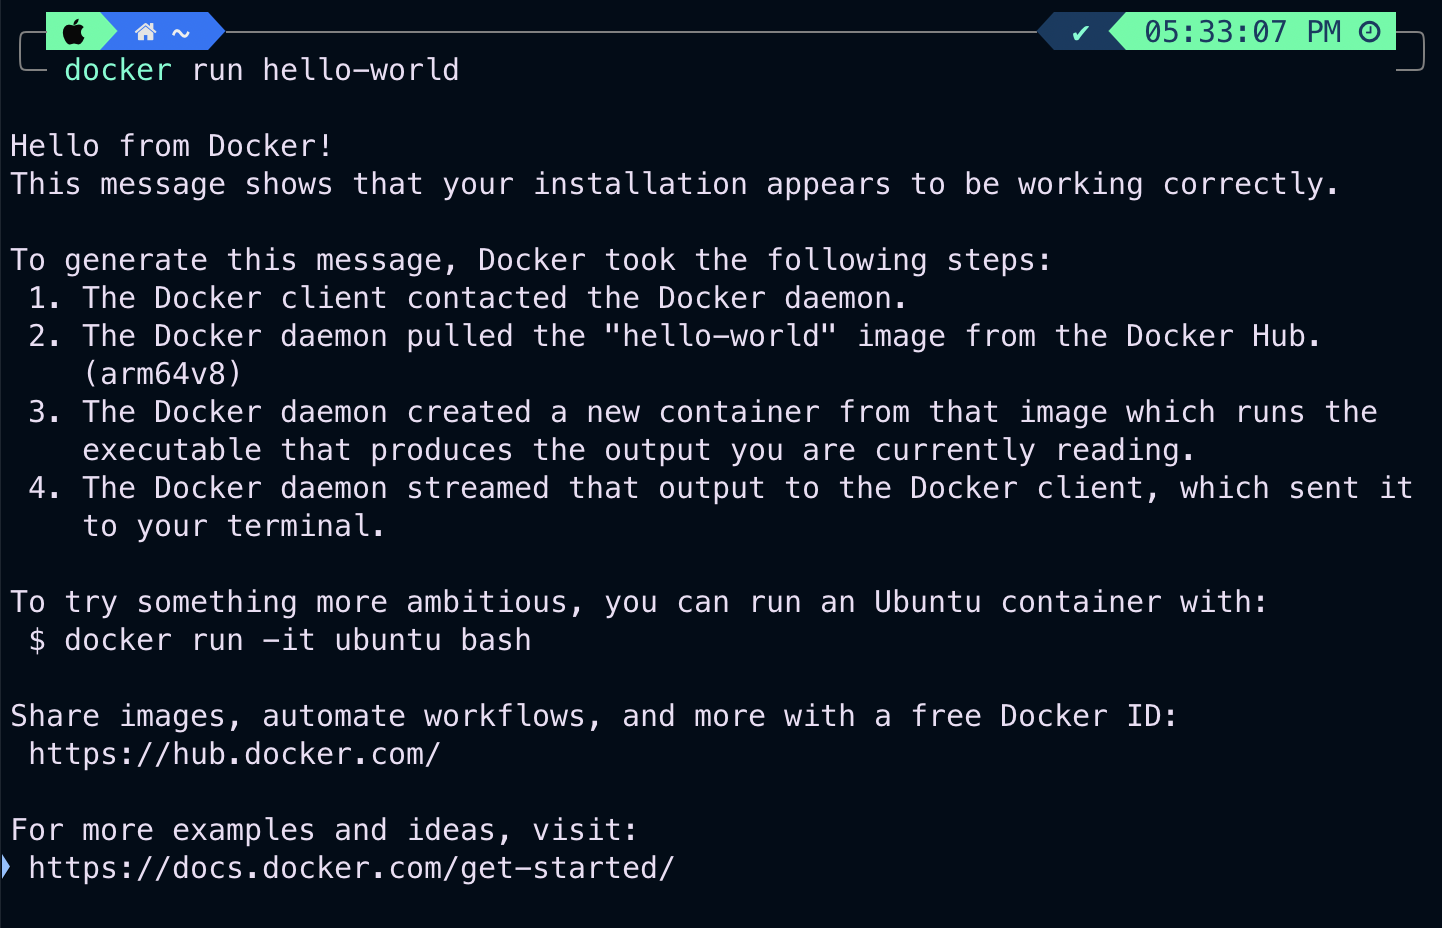 ~ ✔ 05:33:07 PM
docker run hello-world
Hello from Docker!
This message shows that your installation appears to be working correctly.
To generate this message, Docker took the following steps:
1. The Docker client contacted the Docker daemon.
2. The Docker daemon pulled the "hello-world" image from the Docker Hub.
(arm64v8)
3. The Docker daemon created a new container from that image which runs the
executable that produces the output you are currently reading.
4. The Docker daemon streamed that output to the Docker client, which sent it
to your terminal.
To try something more ambitious, you can run an Ubuntu container with:
$ docker run -it ubuntu bash
Share images, automate workflows, and more with a free Docker ID:
https://hub.docker.com/
For more examples and ideas, visit:
https://docs.docker.com/get-started/